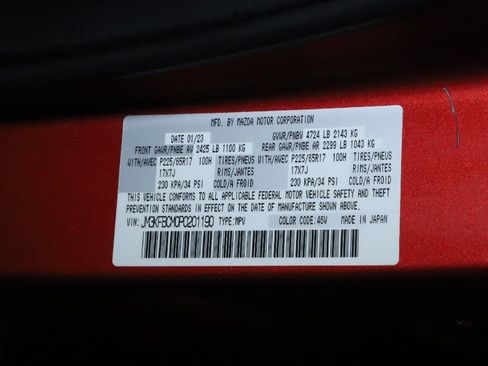 MFD. BY MAZDA MOTOR CORPORATION
DATE 01/23 GVWR/PNBV 4724 LB 2143 KG
FRONT GAWR/PNBE AV 2425 LB 1100 KG REAR GAWR/PNBE AR 2299 LB 1043 KG
WITH/AVEC P225/65R17 100H TIRES/PNEUS WITH/AVEC P225/65R17 100H TIRES/PNEUS
17X7J RIMS/JANTES 17X7J RIMS/JANTES
230 KPA/34 PSI COLD/A FROID 230 KPA/34 PSI COLD/A FROID
THIS VEHICLE CONFORMS TO ALL APPLICABLE FEDERAL MOTOR VEHICLE SAFETY AND THEFT
PREVENTION STANDARDS IN EFFECT ON THE DATE OF MANUFACTURE SHOWN ABOVE.
VIN: JM3KFBCM0P0201190 TYPE: MPV COLOR CODE: 46V MADE IN JAPAN